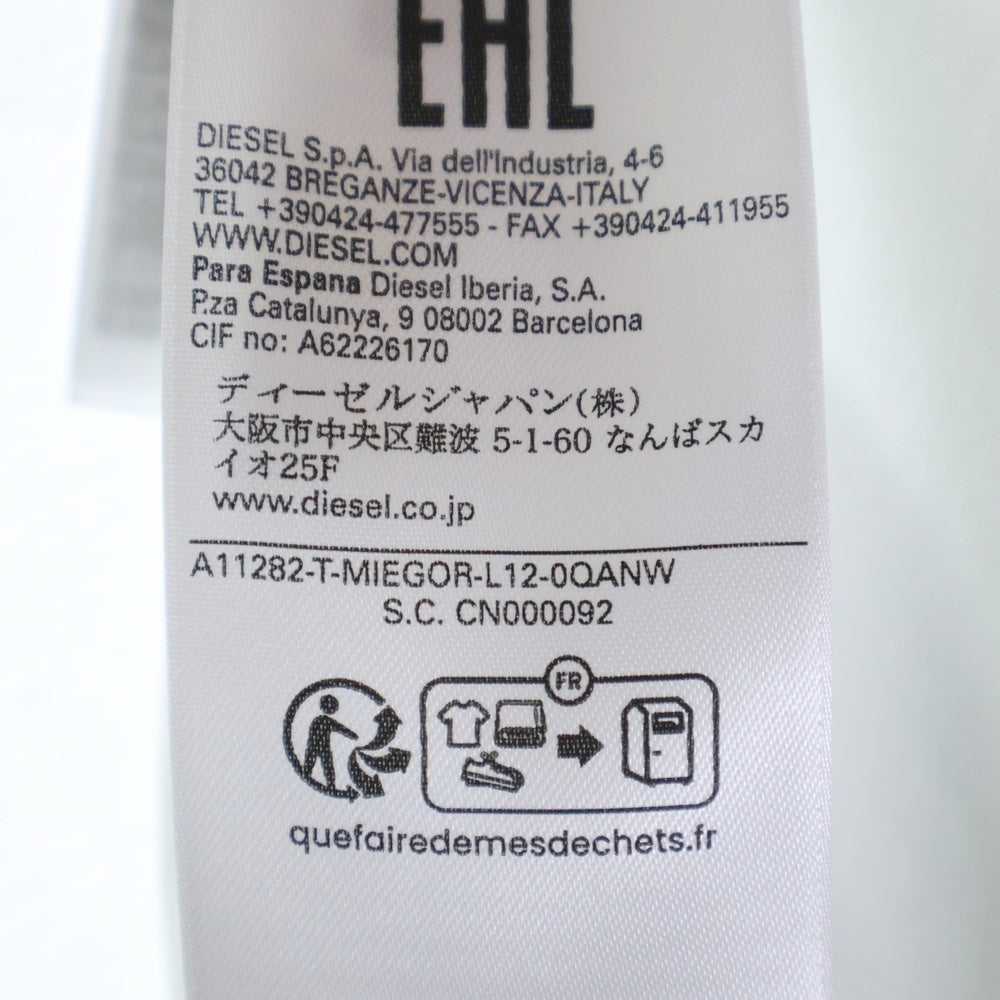 EAC
DIESEL S.p.A. Via dell'Industria, 4-6
36042 BREGANZE-VICENZA-ITALY
TEL +390424-477555 - FAX +390424-411955
WWW.DIESEL.COM
Para Espana Diesel Iberia, S.A.
P.za Catalunya, 9 08002 Barcelona
CIF no: A62226170
ディーゼルジャパン(株)
大阪市中央区難波 5-1-60 なんばスカ
イオ25F
www.diesel.co.jp
A11282-T-MIEGOR-L12-0QANW
S.C. CN000092
FR
quefairedemesdechets.fr